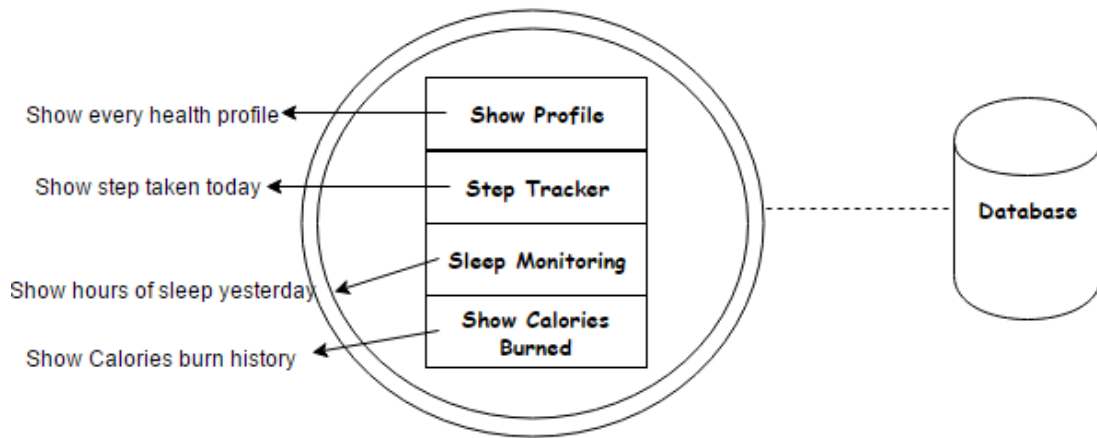 Show every health profile
Show Profile
Show step taken today
Step Tracker
Database
Show hours of sleep yesterday
Sleep Monitoring
Show Calories burn history
Show Calories
Burned